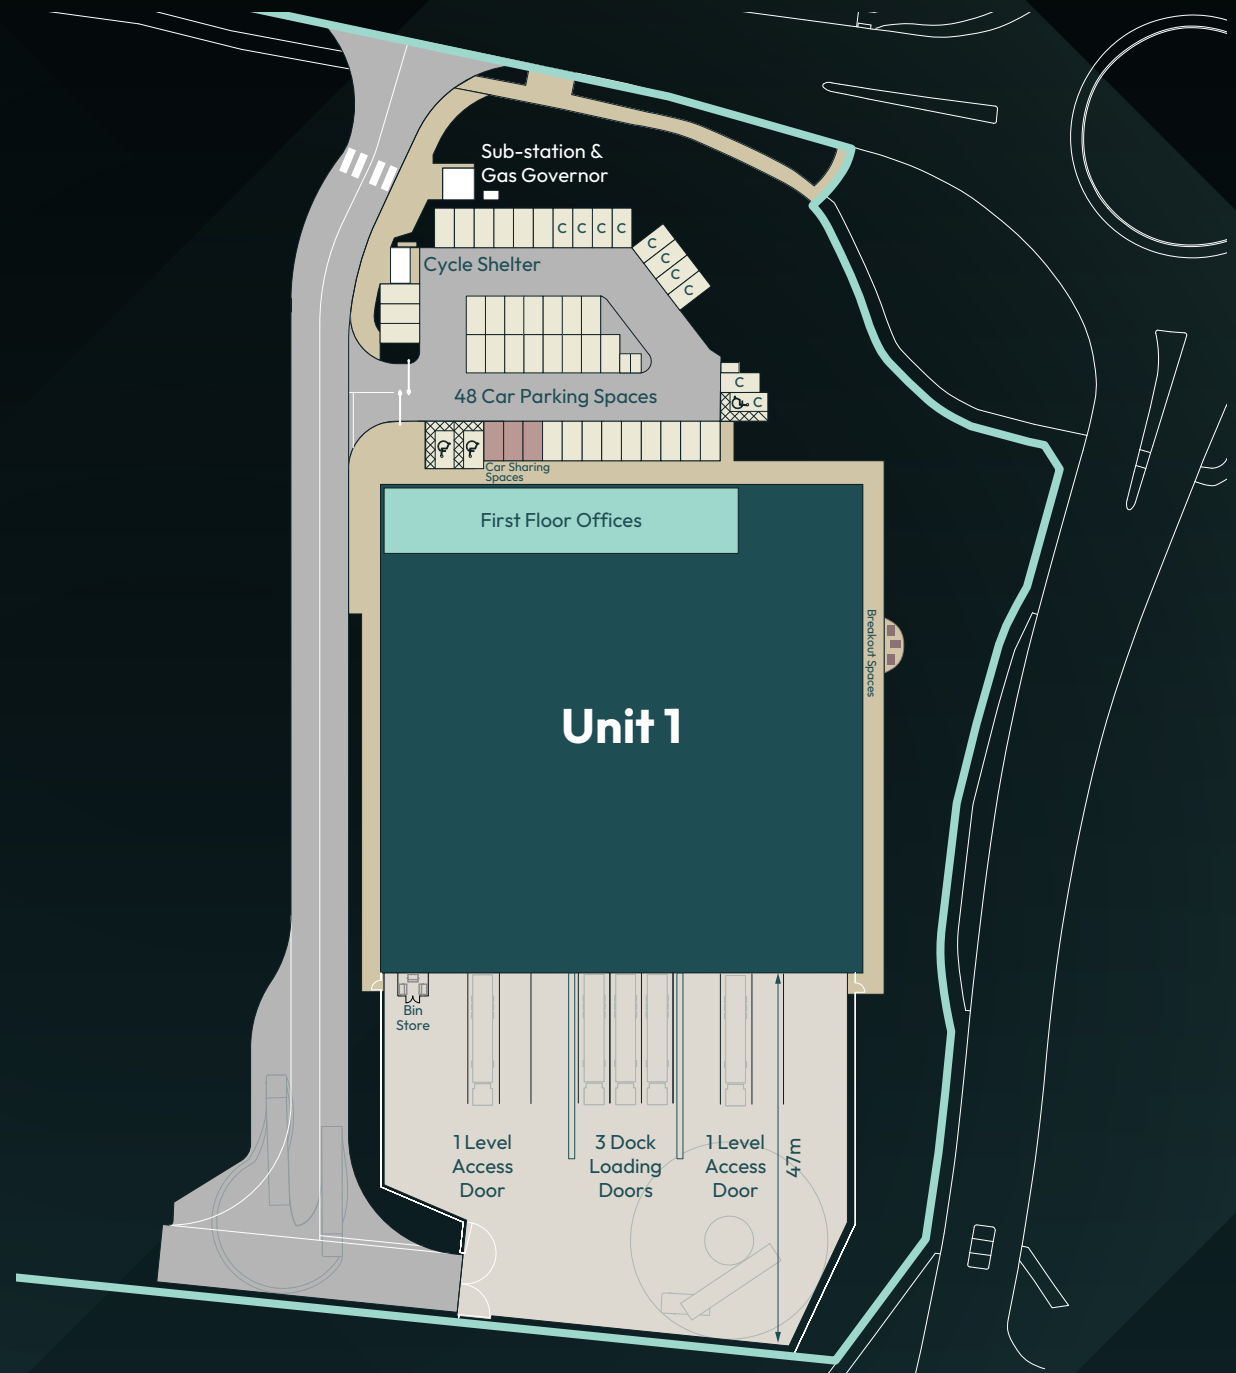 Sub-station &
Gas Governor
C C C C
C
C
C
C
Cycle Shelter
C
48 Car Parking Spaces
C
Car Sharing
Spaces
First Floor Offices
Breakout Spaces
Unit 1
Bin
Store
1 Level
Access
Door
3 Dock
Loading
Doors
1 Level
Access
Door
47m